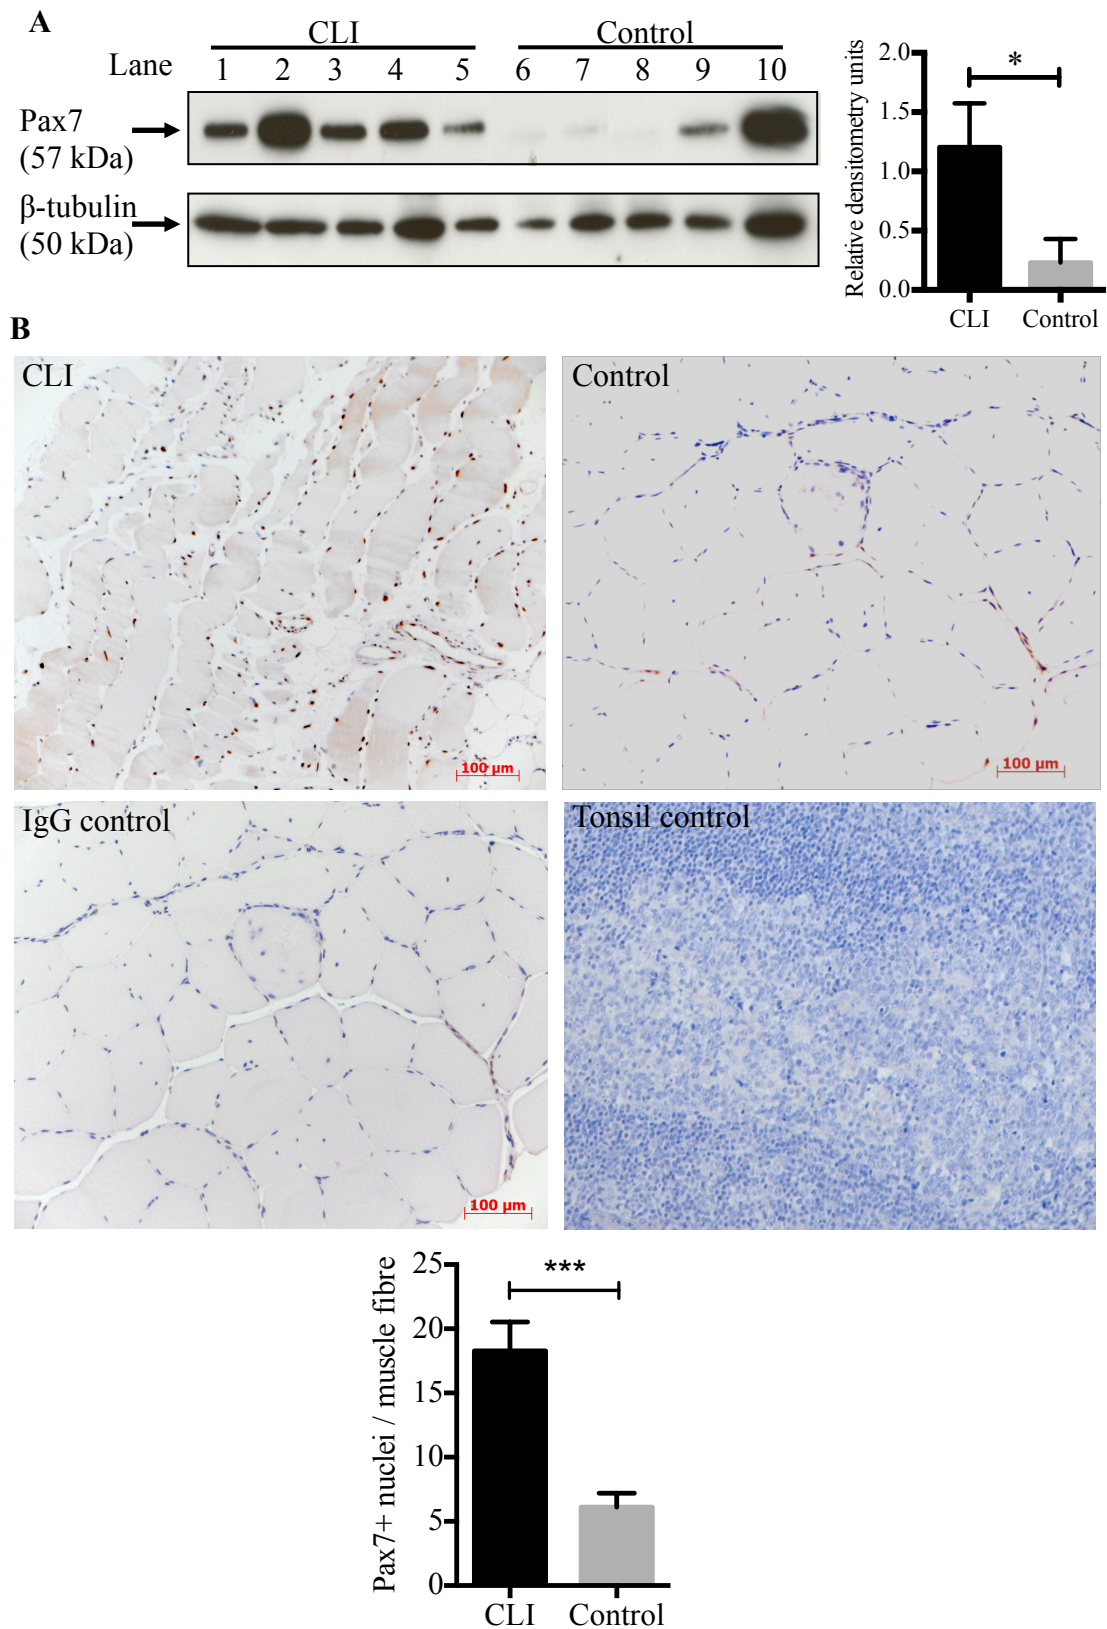 A
CLI
Control
Lane
1 2 3 4 5 6 7 8 9 10
Pax7
(57 kDa)
β-tubulin
(50 kDa)
Relative densitometry units
2.0
1.5
1.0
0.5
0.0
*
CLI Control
B
CLI
Control
100 µm
100 µm
IgG control
Tonsil control
100 µm
Pax7+ nuclei / muscle fibre
25
20
15
10
5
0
***
CLI Control